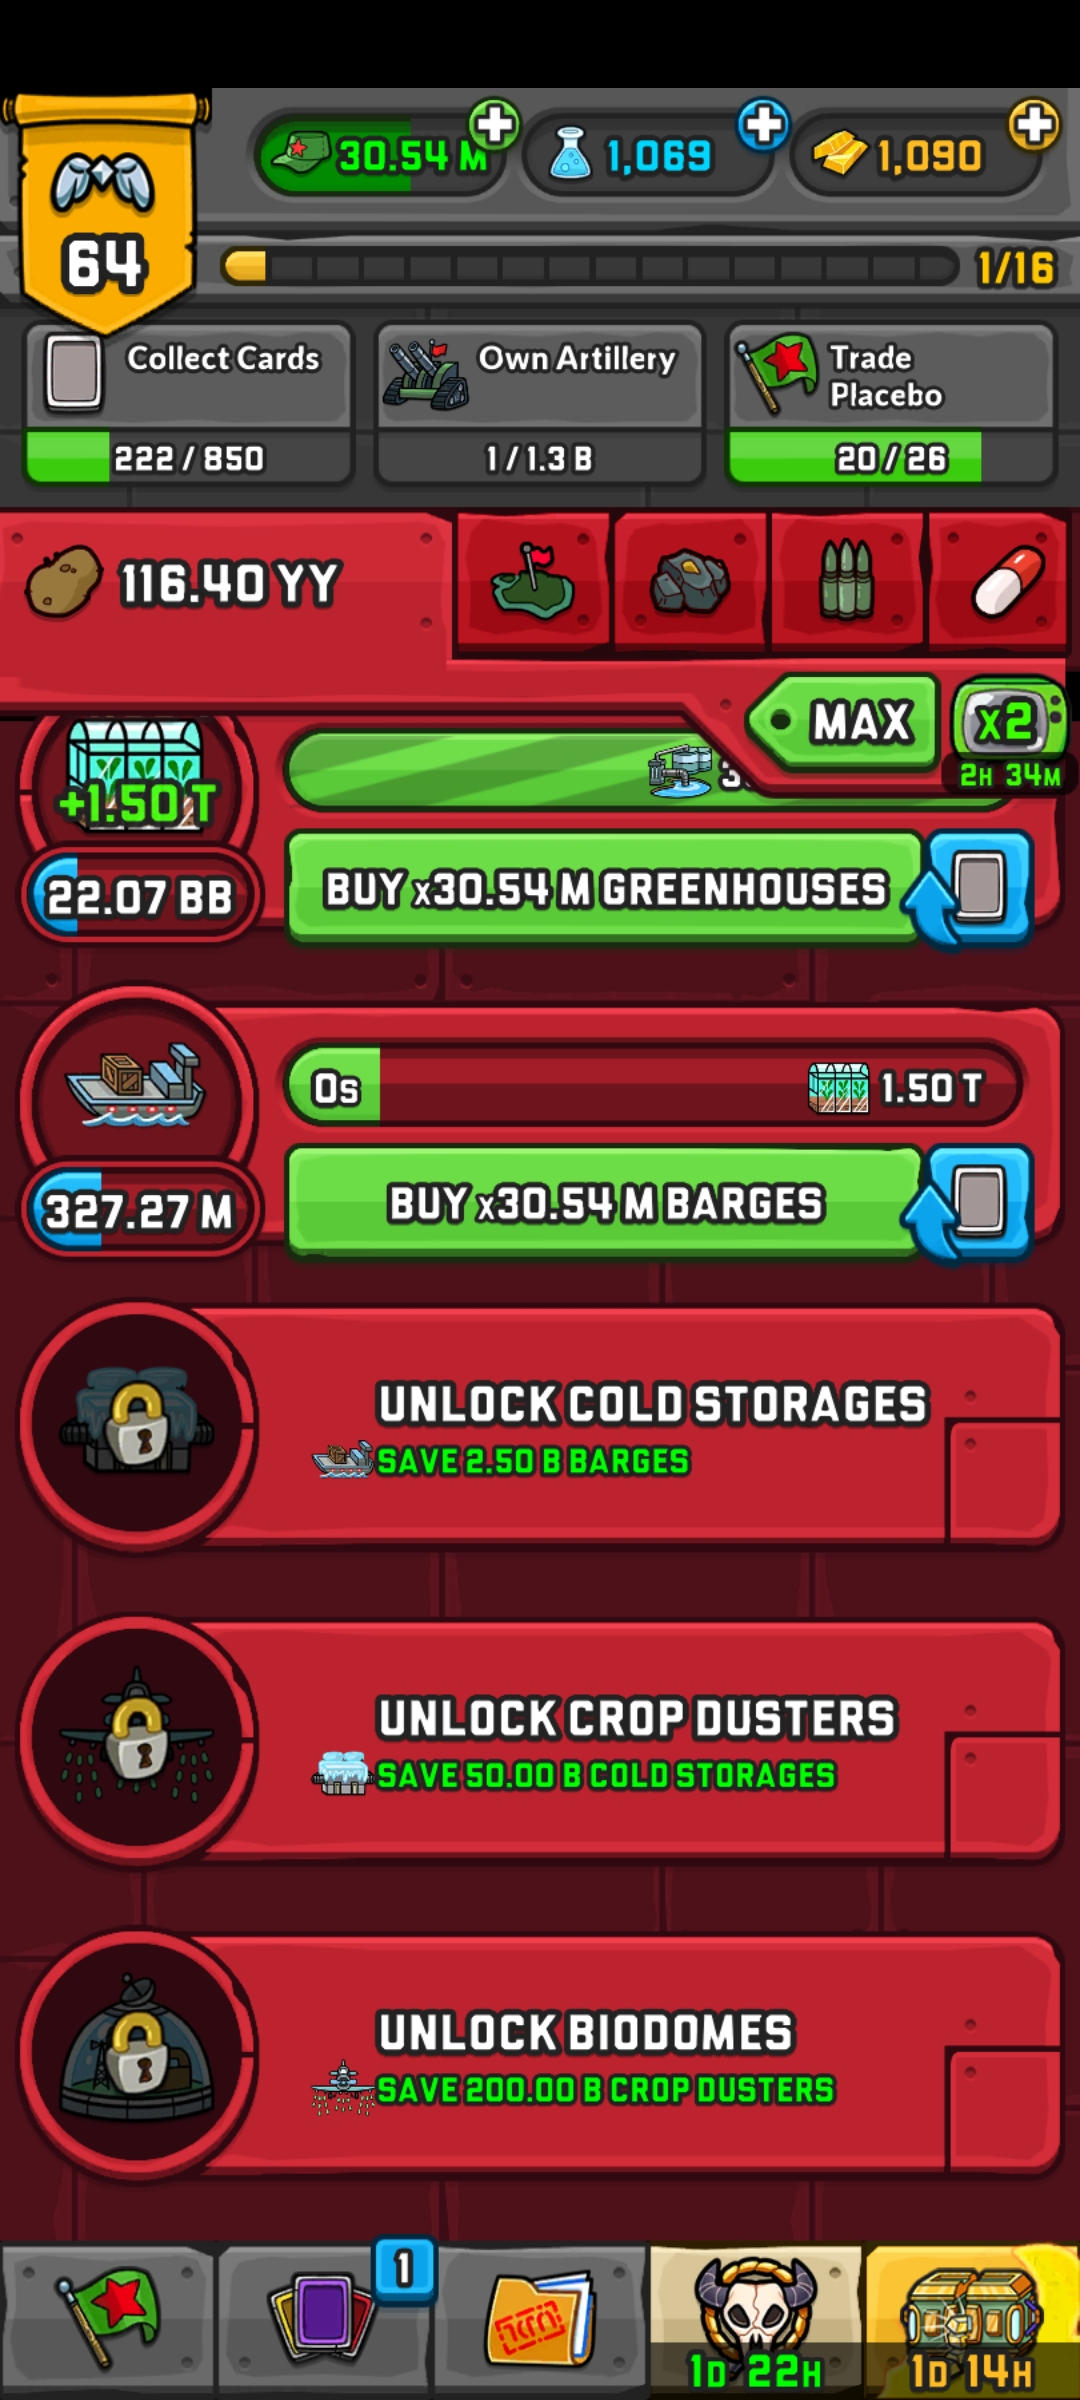 30.54 M
1,069
1,090
64
1/16
Collect Cards
222 / 850
Own Artillery
1 / 1.3 B
Trade
Placebo
20 / 26
116.40 YY
MAX
x2
2H 34M
+1.50 T
22.07 BB
BUY x30.54 M GREENHOUSES
0s
1.50 T
327.27 M
BUY x30.54 M BARGES
UNLOCK COLD STORAGES
SAVE 2.50 B BARGES
UNLOCK CROP DUSTERS
SAVE 50.00 B COLD STORAGES
UNLOCK BIODOMES
SAVE 200.00 B CROP DUSTERS
1
1D 22H
1D 14H